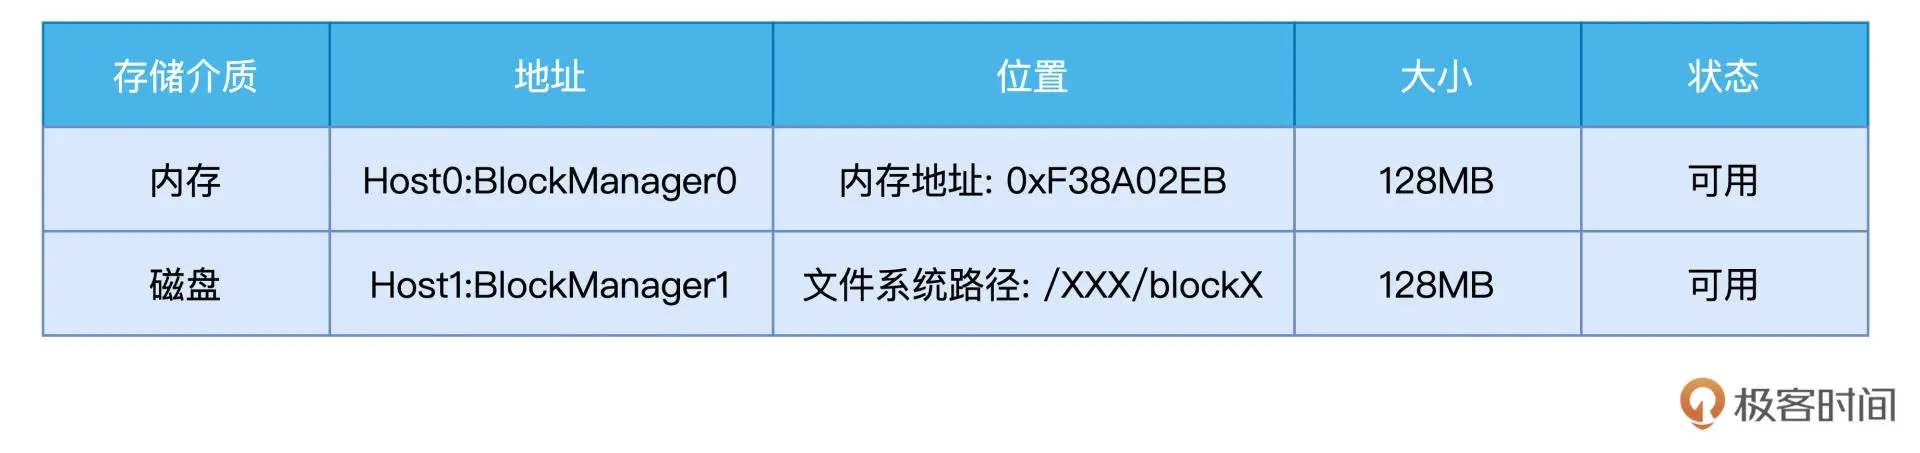 存储介质 地址 位置 大小 状态
内存 Host0:BlockManager0 内存地址: 0xF38A02EB 128MB 可用
磁盘 Host1:BlockManager1 文件系统路径: /XXX/blockX 128MB 可用
极客时间